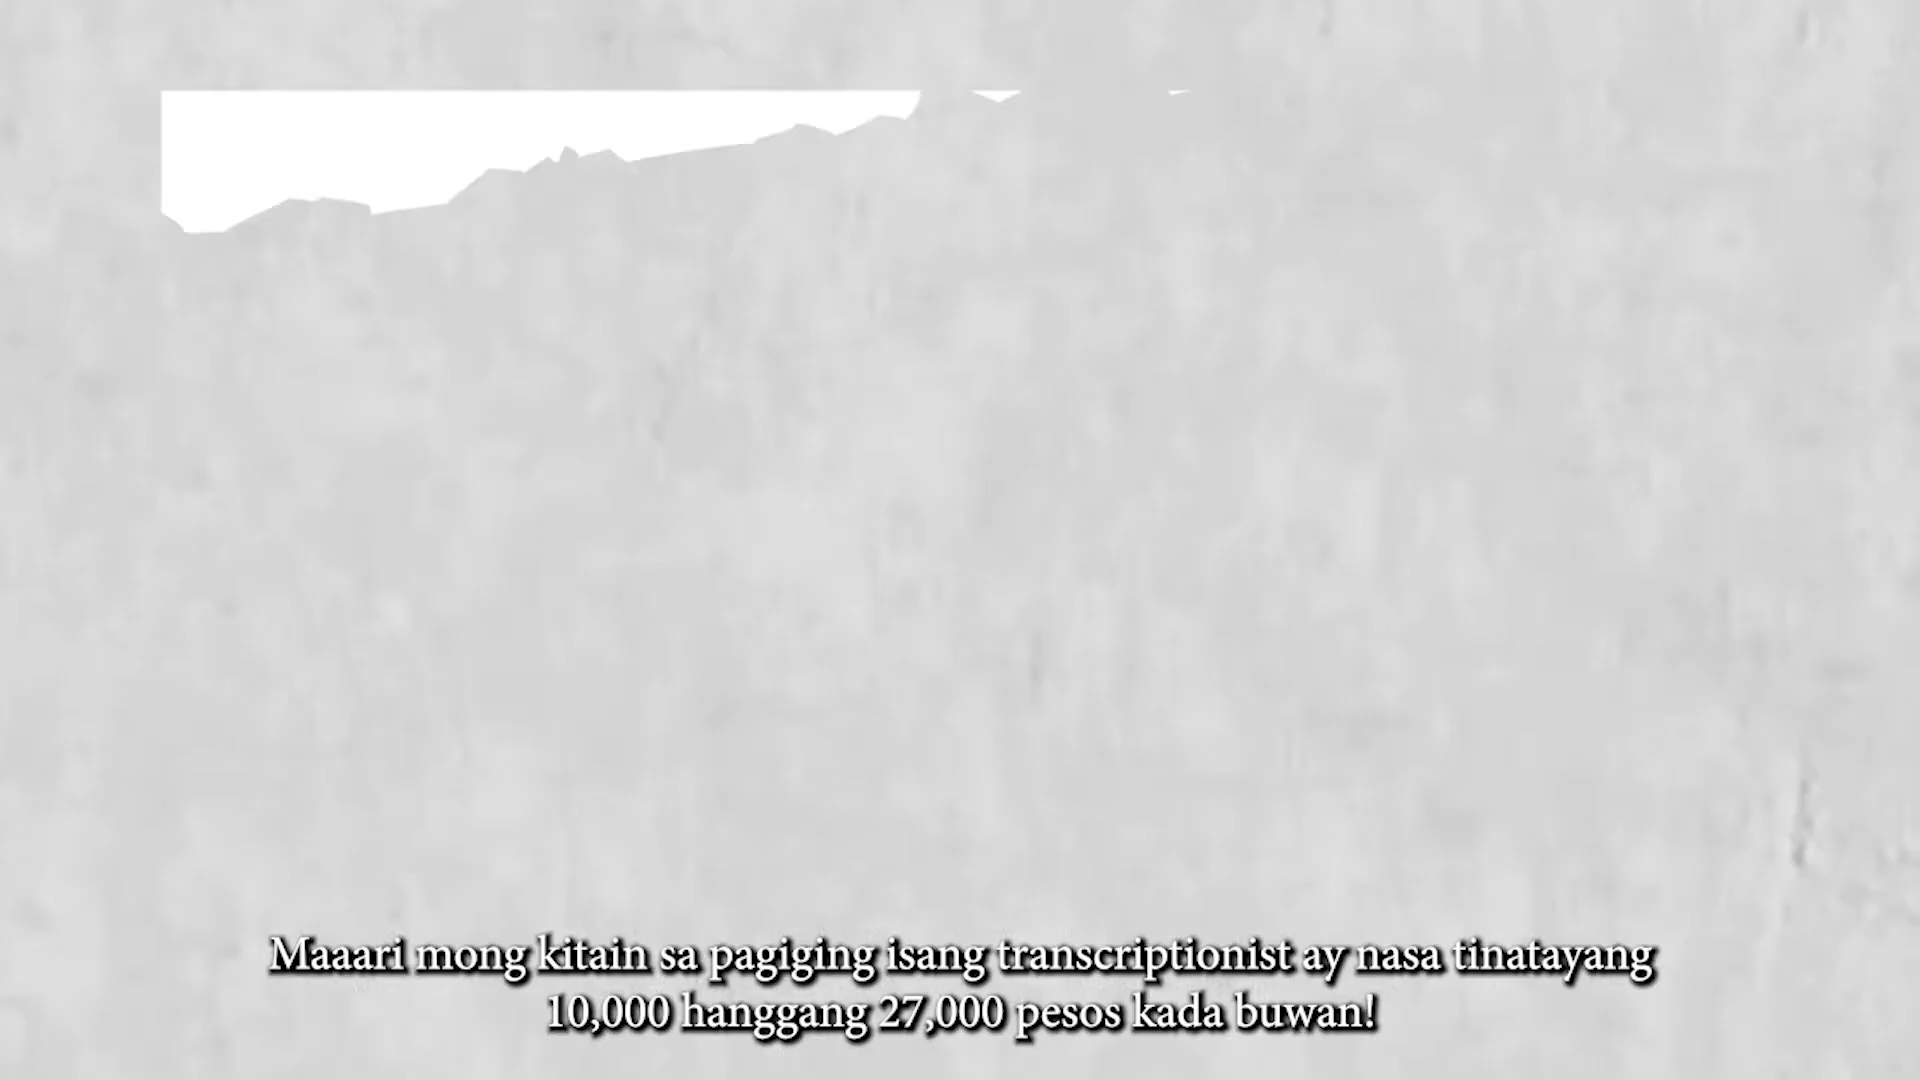 Maaari mong kitain sa pagiging isang transcriptionist ay nasa tinatayang
10,000 hanggang 27,000 pesos kada buwan!